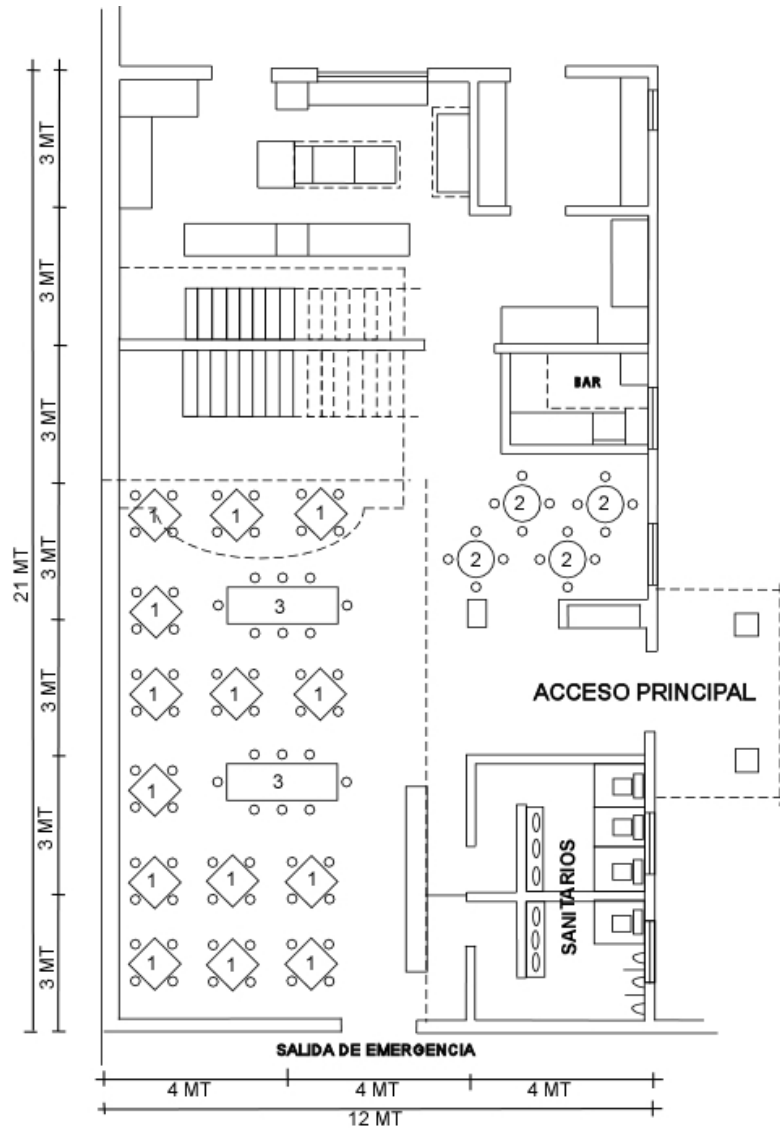 3 MT
3 MT
BAR
3 MT
2 2
1 1 1
3 MT
2 2
21 MT
1 3
ACCESO PRINCIPAL
3 MT
1 1 1
3
1
3 MT
1 1 1
SANITARIOS
1 1 1
3 MT
SALIDA DE EMERGENCIA
4 MT 4 MT 4 MT
12 MT